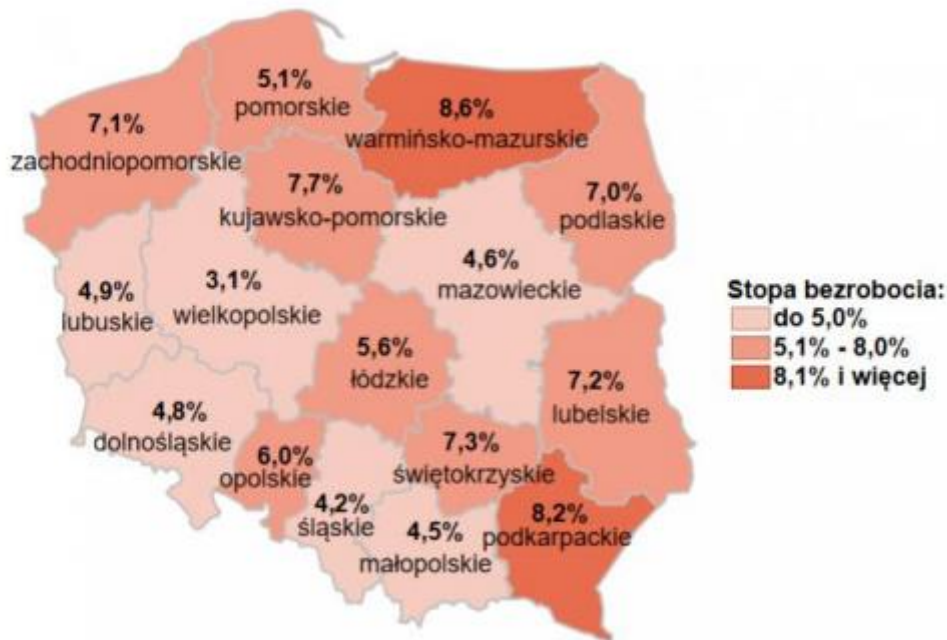 5,1%
pomorskie
8,6%
warmińsko-mazurskie
7,1%
zachodniopomorskie
7,7%
kujawsko-pomorskie
7,0%
podlaskie
4,6%
mazowieckie
3,1%
wielkopolskie
4,9%
lubuskie
Stopa bezrobocia:
do 5,0%
5,1% - 8,0%
8,1% i więcej
5,6%
łódzkie
7,2%
lubelskie
4,8%
dolnośląskie
6,0%
opolskie
7,3%
świętokrzyskie
4,2%
śląskie
4,5%
małopolskie
8,2%
podkarpackie